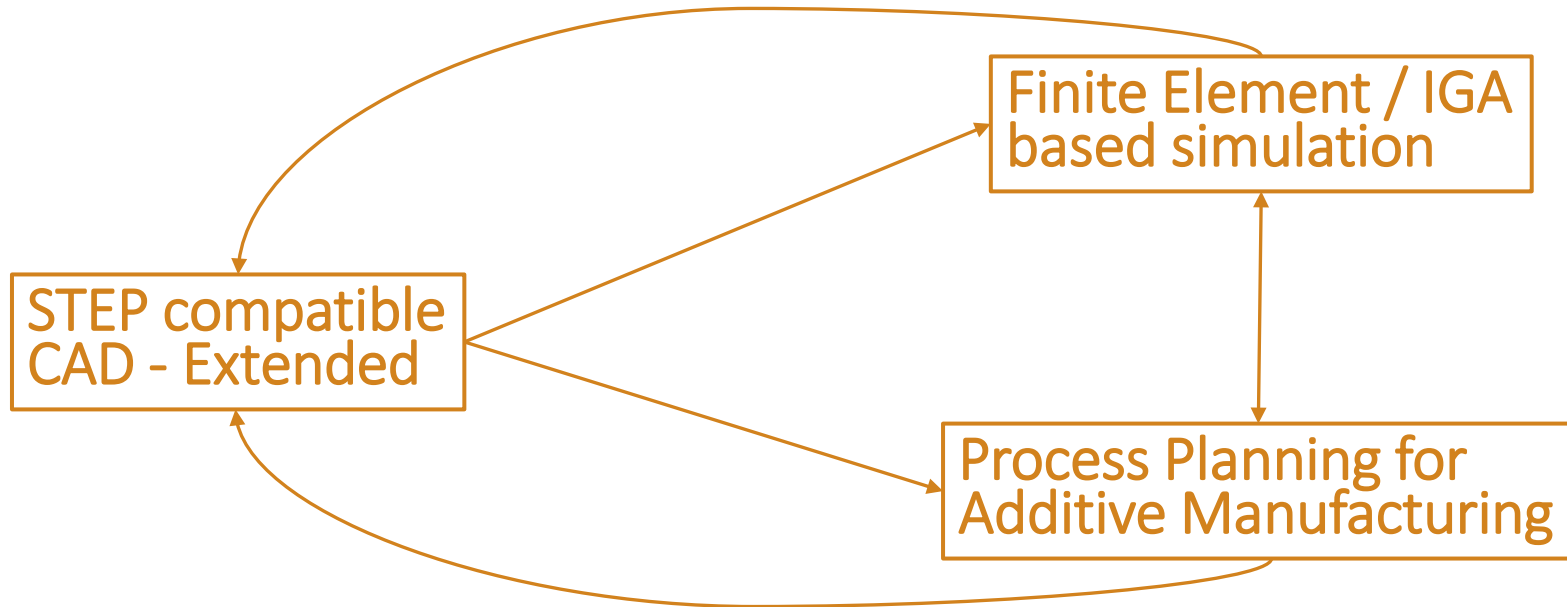 Finite Element / IGA
based simulation
STEP compatible
CAD - Extended
Process Planning for
Additive Manufacturing